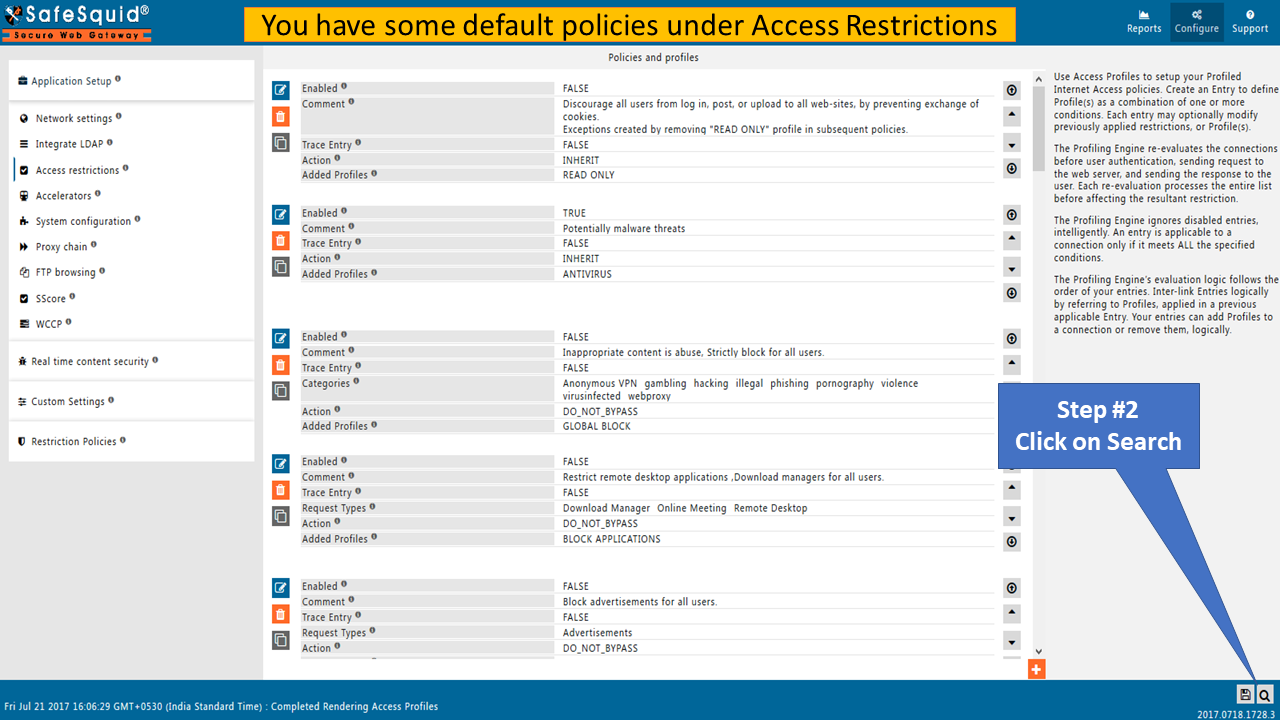 SafeSquid®
Secure Web Gateway
You have some default policies under Access Restrictions
Reports Configure Support
Application Setup
Network settings
Integrate LDAP
Access restrictions
Accelerators
System configuration
Proxy chain
FTP browsing
SScore
WCCP
Real time content security
Custom Settings
Restriction Policies
Policies and profiles
Enabled FALSE
Comment Discourage all users from log in, post, or upload to all web-sites, by preventing exchange of
cookies.
Exceptions created by removing "READ ONLY" profile in subsequent policies.
Trace Entry FALSE
Action INHERIT
Added Profiles READ ONLY
Enabled TRUE
Comment Potentially malware threats
Trace Entry FALSE
Action INHERIT
Added Profiles ANTIVIRUS
Enabled FALSE
Comment Inappropriate content is abuse, Strictly block for all users.
Trace Entry FALSE
Categories Anonymous VPN gambling hacking illegal phishing pornography violence
virusinfected webproxy
Action DO_NOT_BYPASS
Added Profiles GLOBAL BLOCK
Enabled FALSE
Comment Restrict remote desktop applications ,Download managers for all users.
Trace Entry FALSE
Request Types Download Manager Online Meeting Remote Desktop
Action DO_NOT_BYPASS
Added Profiles BLOCK APPLICATIONS
Enabled FALSE
Comment Block advertisements for all users.
Trace Entry FALSE
Request Types Advertisements
Action DO_NOT_BYPASS
Use Access Profiles to setup your Profiled
Internet Access policies. Create an Entry to define
Profile(s) as a combination of one or more
conditions. Each entry may optionally modify
previously applied restrictions, or Profile(s).
The Profiling Engine re-evaluates the connections
before user authentication, sending request to
the web server, and sending the response to the
user. Each re-evaluation processes the entire list
before affecting the resultant restriction.
The Profiling Engine ignores disabled entries,
intelligently. An entry is applicable to a
connection only if it meets ALL the specified
conditions.
The Profiling Engine's evaluation logic follows the
order of your entries. Inter-link Entries logically
by referring to Profiles, applied in a previous
applicable Entry. Your entries can add Profiles to
a connection or remove them, logically.
Step #2
Click on Search
Fri Jul 21 2017 16:06:29 GMT+0530 (India Standard Time) : Completed Rendering Access Profiles
2017.0718.1728.3